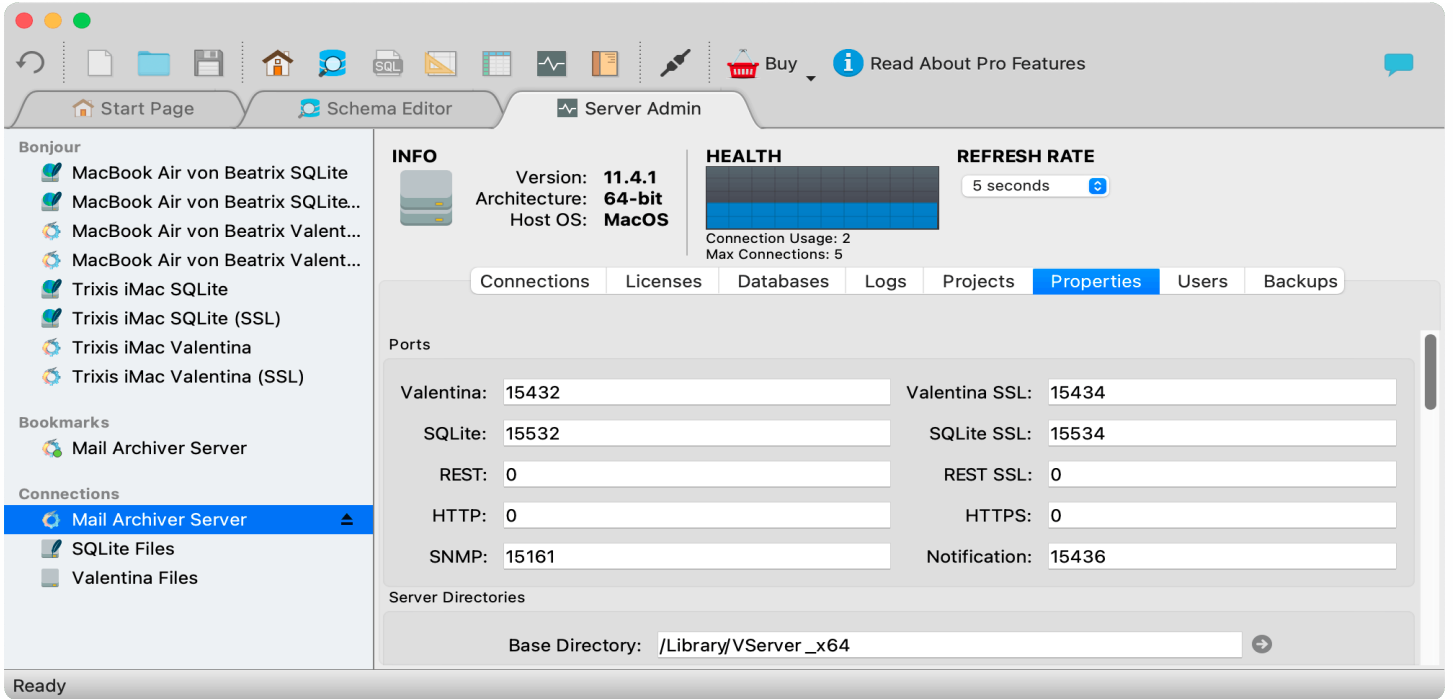 SQL
Buy
Read About Pro Features
Start Page
Schema Editor
Server Admin
Bonjour
MacBook Air von Beatrix SQLite
MacBook Air von Beatrix SQLite...
MacBook Air von Beatrix Valent...
MacBook Air von Beatrix Valent...
Trixis iMac SQLite
Trixis iMac SQLite (SSL)
Trixis iMac Valentina
Trixis iMac Valentina (SSL)
Bookmarks
Mail Archiver Server
Connections
Mail Archiver Server
SQLite Files
Valentina Files
INFO
Version: 11.4.1
Architecture: 64-bit
Host OS: MacOS
HEALTH
Connection Usage: 2
Max Connections: 5
REFRESH RATE
5 seconds
Connections Licenses Databases Logs Projects Properties Users Backups
Ports
Valentina: 15432 Valentina SSL: 15434
SQLite: 15532 SQLite SSL: 15534
REST: 0 REST SSL: 0
HTTP: 0 HTTPS: 0
SNMP: 15161 Notification: 15436
Server Directories
Base Directory: /Library/VServer_x64
Ready